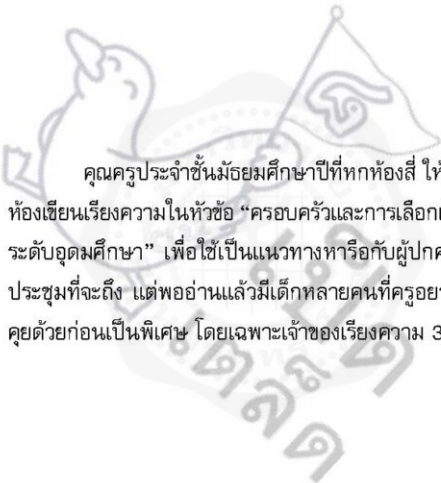 คุณครูประจำชั้นมัธยมศึกษาปีที่หกห้องสี่ ให้
ห้องเขียนเรียงความในหัวข้อ “ครอบครัวและการเลือกเ
ระดับอุดมศึกษา” เพื่อใช้เป็นแนวทางหารือกับผู้ปกค
ประชุมที่จะถึง แต่พออ่านแล้วมีเด็กหลายคนที่ครูอยา
คุยด้วยก่อนเป็นพิเศษ โดยเฉพาะเจ้าของเรียงความ 3